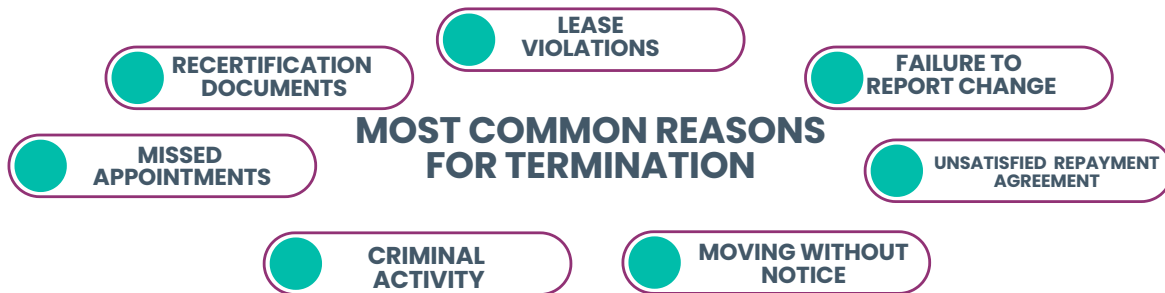 LEASE
VIOLATIONS
RECERTIFICATION
DOCUMENTS
FAILURE TO
REPORT CHANGE
MOST COMMON REASONS
FOR TERMINATION
MISSED
APPOINTMENTS
UNSATISFIED REPAYMENT
AGREEMENT
CRIMINAL
ACTIVITY
MOVING WITHOUT
NOTICE